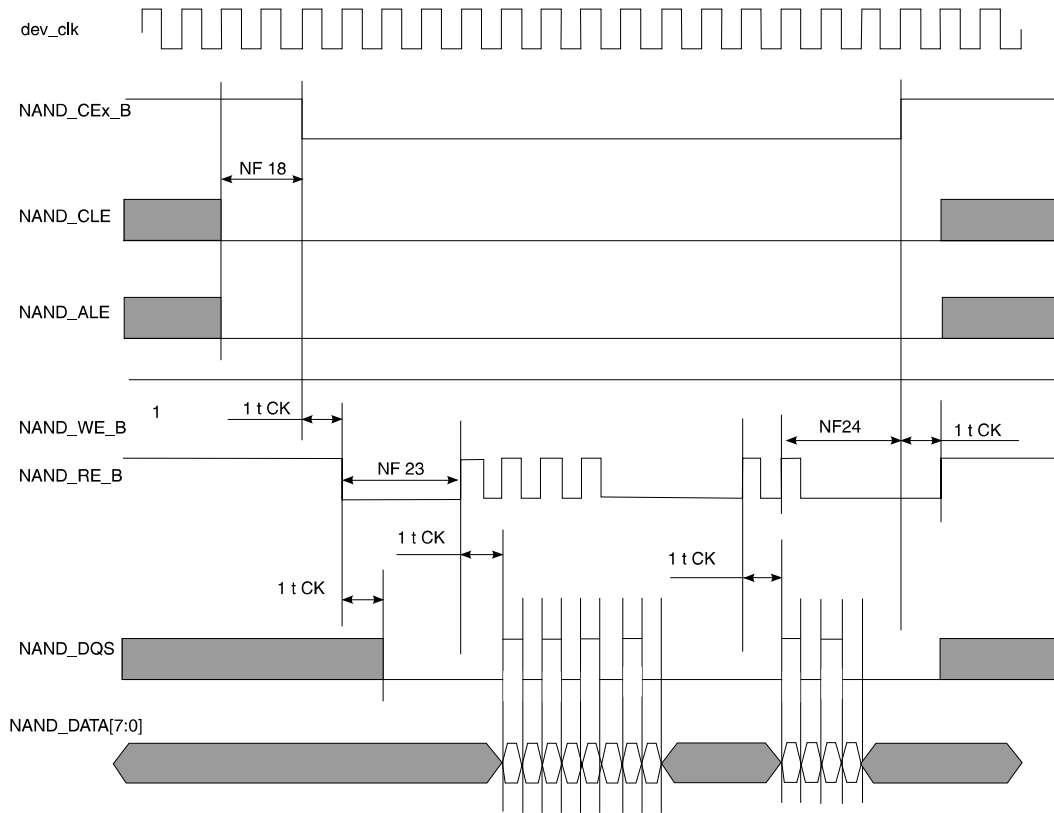 dev_clk
NAND_CEx_B
NF 18
NAND_CLE
NAND_ALE
1
1 t CK
NAND_WE_B
NF24
1 t CK
NAND_RE_B
NF 23
1 t CK
1 t CK
1 t CK
NAND_DQS
NAND_DATA[7:0]